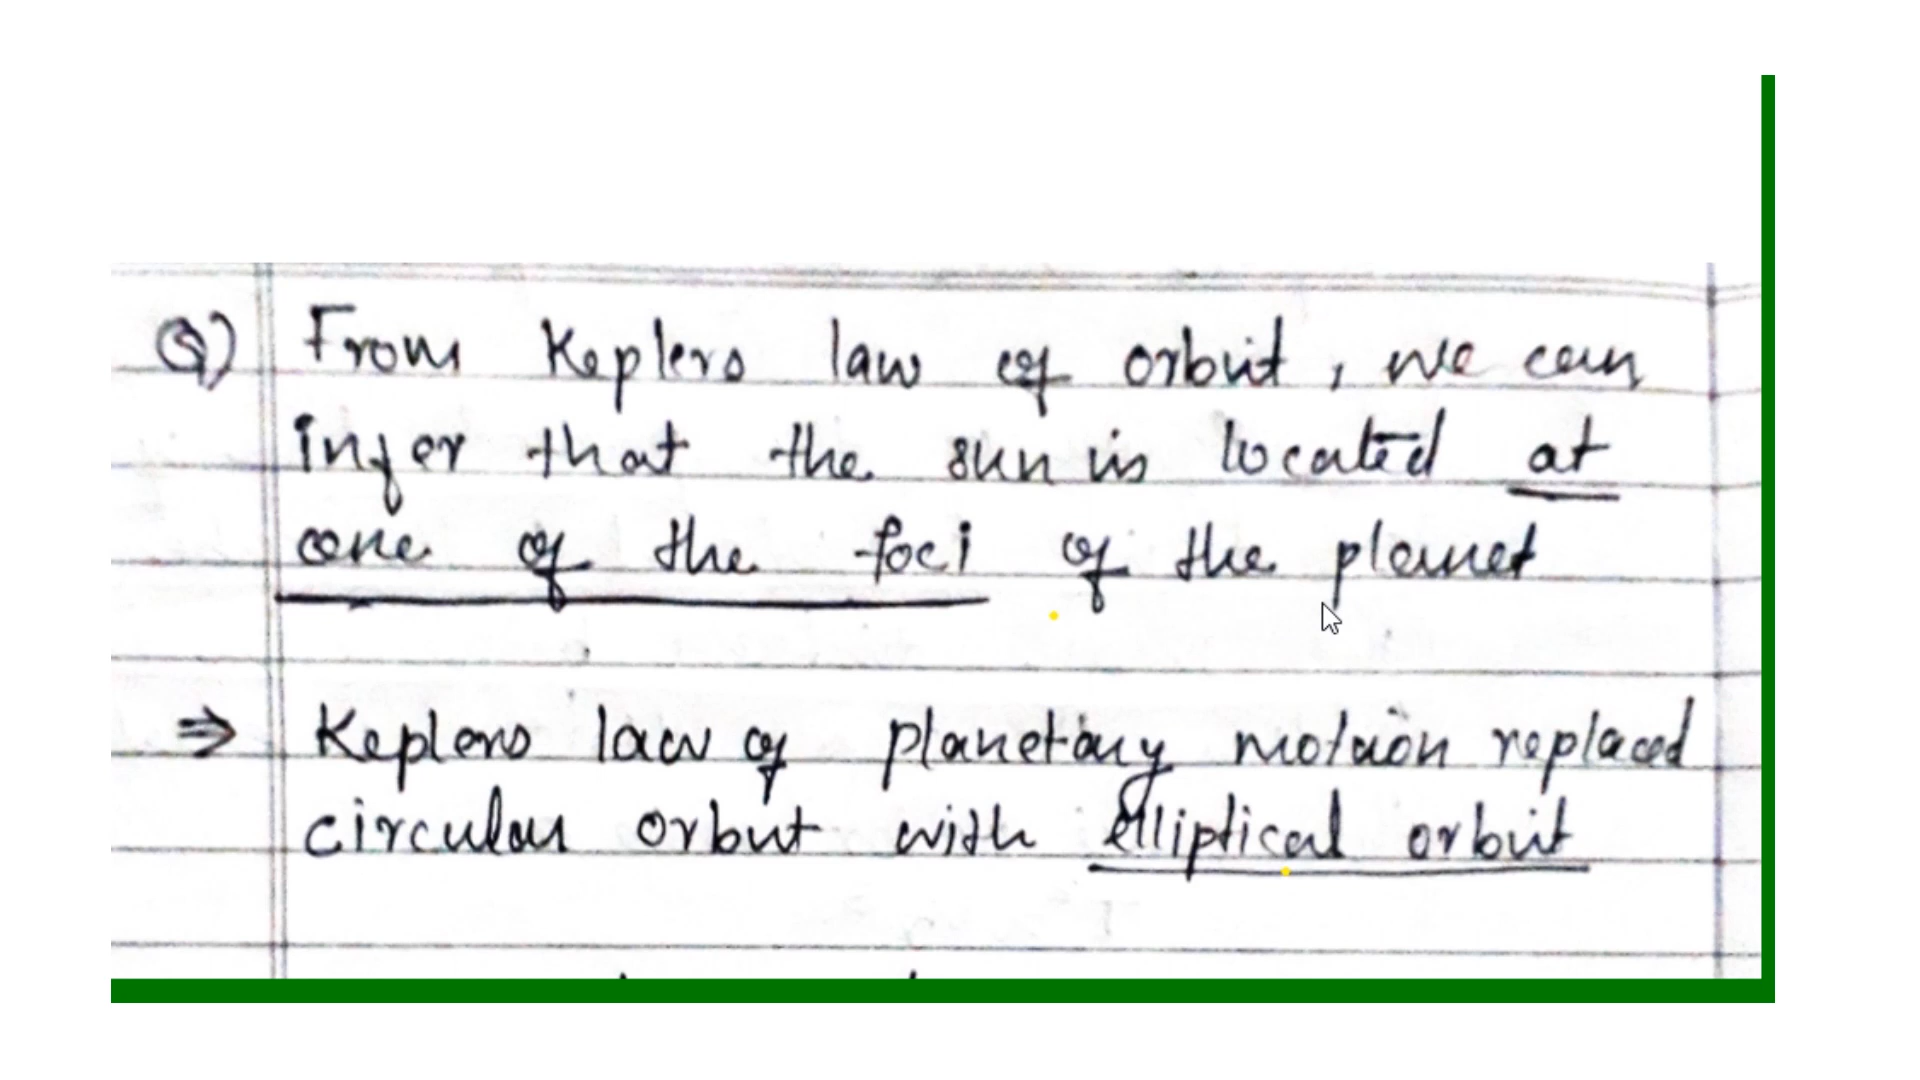 Q) From Keplers law of orbit, we can
infer that the sun is located at
one of the foci of the planet
⇒ Keplers law of planetary motion replaced
circular orbit with elliptical orbit